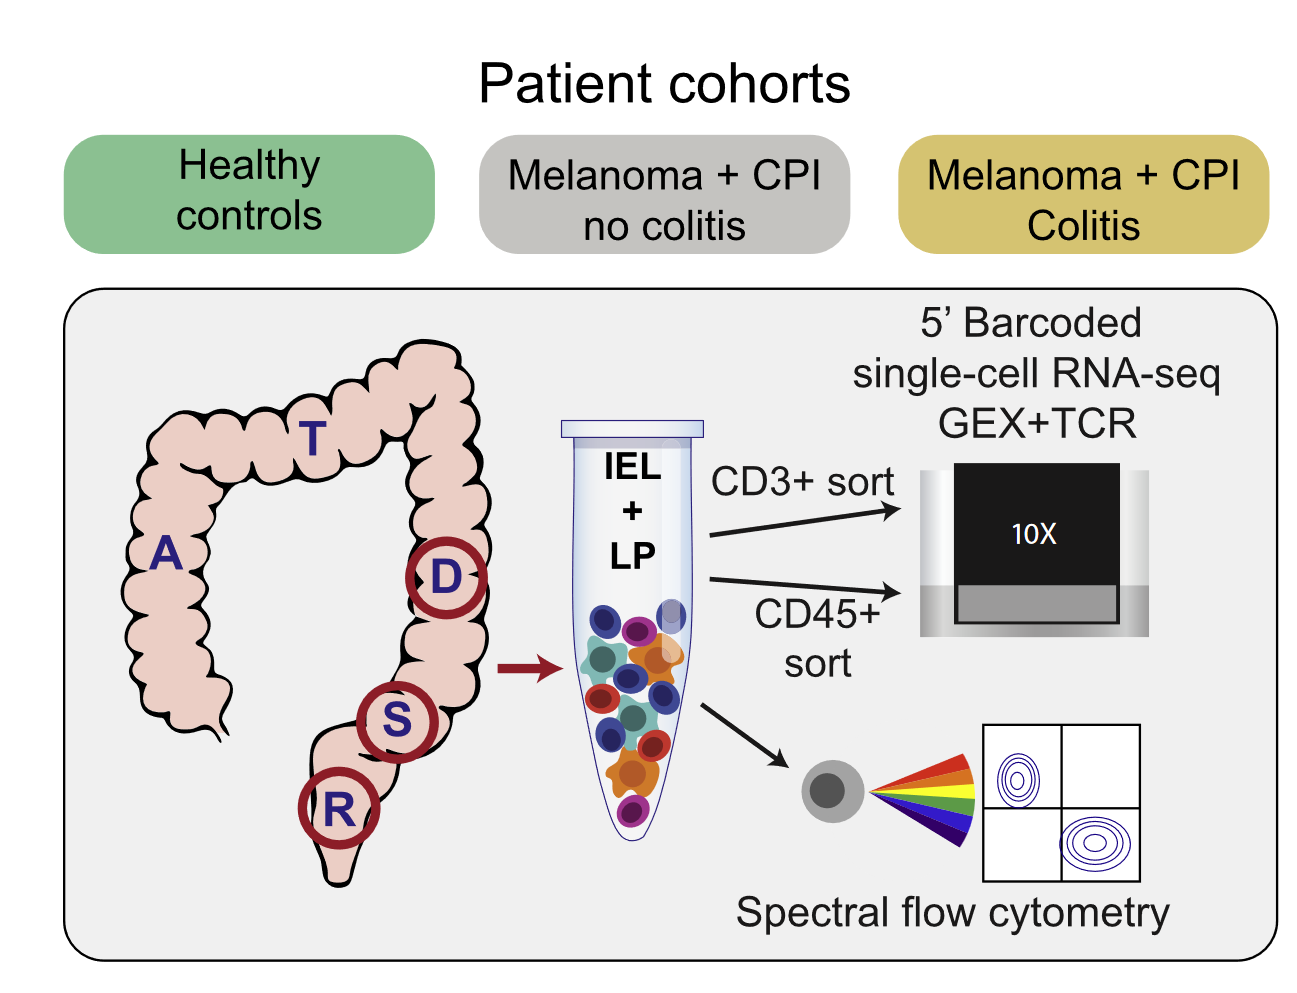 Patient cohorts
Healthy
controls
Melanoma + CPI
no colitis
Melanoma + CPI
Colitis
5’ Barcoded
single-cell RNA-seq
GEX+TCR
T
A
D
S
R
IEL
+
LP
CD3+ sort
CD45+
sort
10X
Spectral flow cytometry